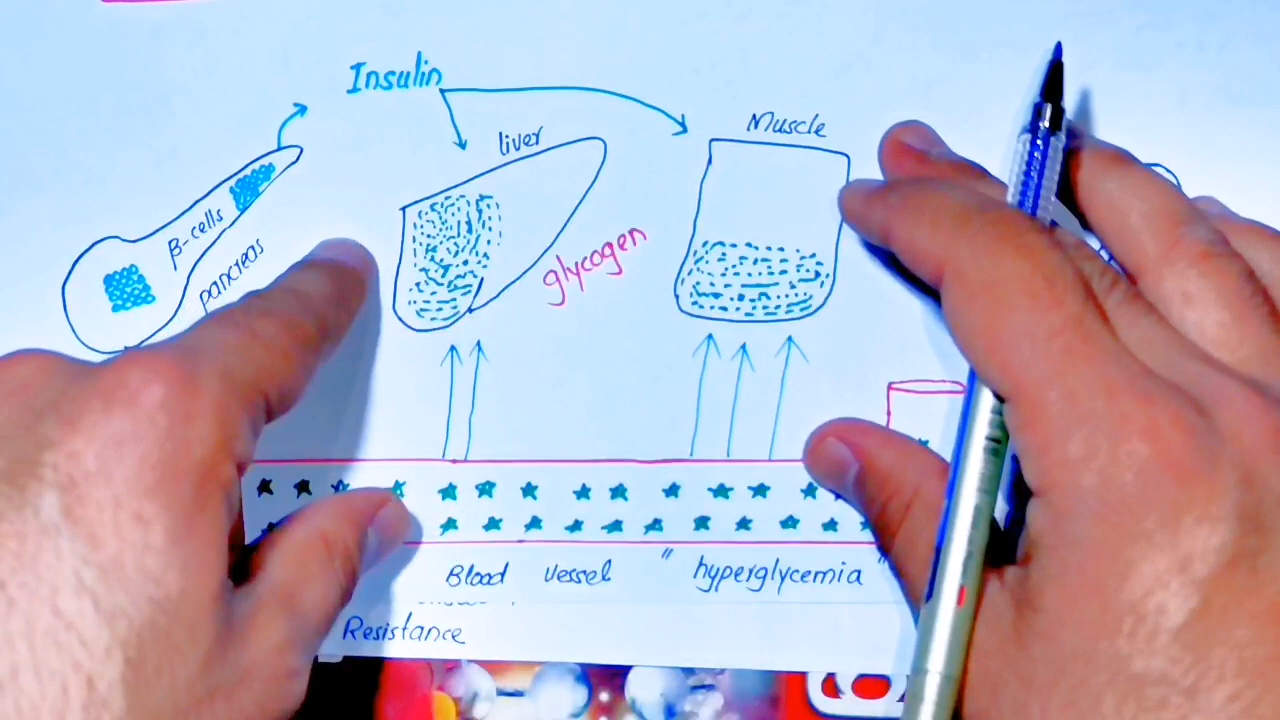 Insulin
liver
Muscle
β-cells
pancreas
glycogen
Blood Vessel "hyperglycemia"
Resistance